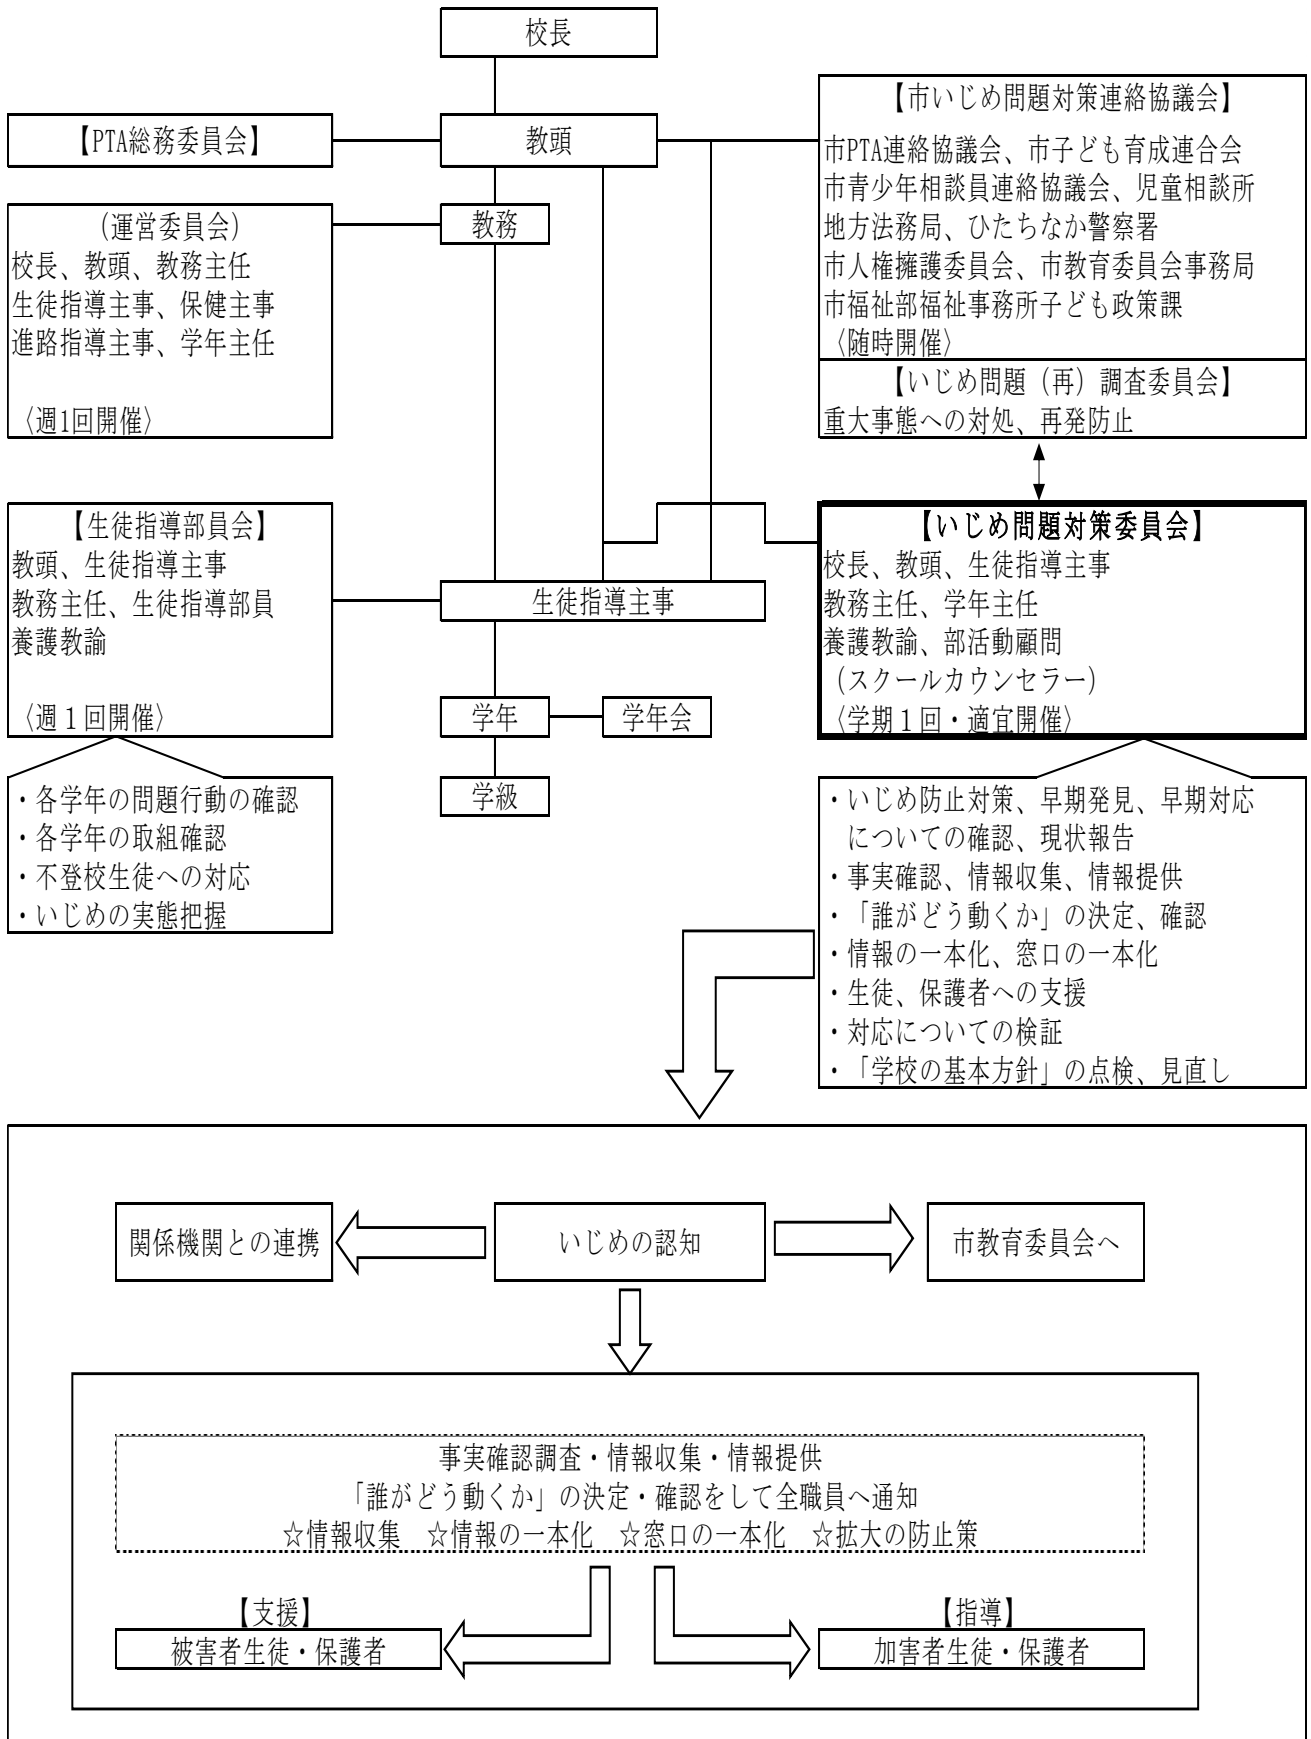 校長
【PTA総務委員会】
教頭
【市いじめ問題対策連絡協議会】
市PTA連絡協議会、市子ども育成連合会
市青少年相談員連絡協議会、児童相談所
地方法務局、ひたちなか警察署
市人権擁護委員会、市教育委員会事務局
市福祉部福祉事務所子ども政策課
〈随時開催〉
【いじめ問題（再）調査委員会】
重大事態への対処、再発防止
（運営委員会）
校長、教頭、教務主任
生徒指導主事、保健主事
進路指導主事、学年主任
〈週1回開催〉
教務
【生徒指導部員会】
教頭、生徒指導主事
教務主任、生徒指導部員
養護教諭
〈週１回開催〉
生徒指導主事
【いじめ問題対策委員会】
校長、教頭、生徒指導主事
教務主任、学年主任
養護教諭、部活動顧問
（スクールカウンセラー）
〈学期１回・適宜開催〉
学年
学年会
学級
・各学年の問題行動の確認
・各学年の取組確認
・不登校生徒への対応
・いじめの実態把握
・いじめ防止対策、早期発見、早期対応
についての確認、現状報告
・事実確認、情報収集、情報提供
・「誰がどう動くか」の決定、確認
・情報の一本化、窓口の一本化
・生徒、保護者への支援
・対応についての検証
・「学校の基本方針」の点検、見直し
関係機関との連携
いじめの認知
市教育委員会へ
事実確認調査・情報収集・情報提供
「誰がどう動くか」の決定・確認をして全職員へ通知
☆情報収集　☆情報の一本化　☆窓口の一本化　☆拡大の防止策
【支援】
被害者生徒・保護者
【指導】
加害者生徒・保護者